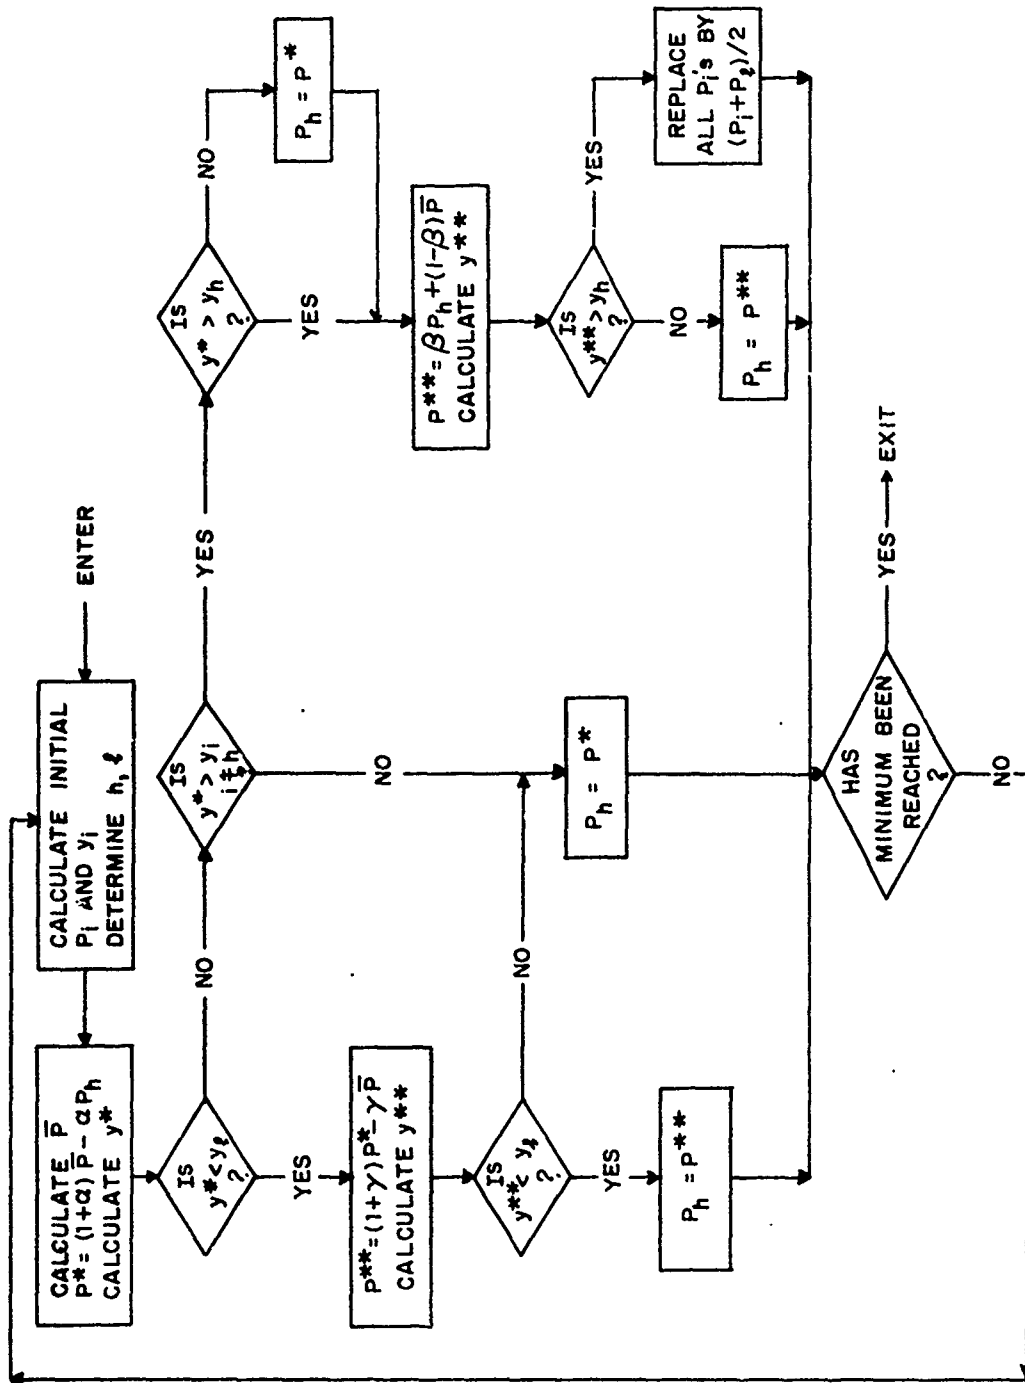 ENTER
CALCULATE INITIAL
Pi AND yi
DETERMINE h, ℓ
CALCULATE P̅
P* = (1+α) P̅ - αPh
CALCULATE y*
IS
y* < yℓ
?
NO
YES
IS
y* > yi
i ≠ h
?
YES
NO
IS
y* > yh
?
NO
YES
Ph = P*
P** = (1+γ) P* - γP̅
CALCULATE y**
IS
y** < yℓ
?
NO
YES
Ph = P**
Ph = P*
P** = βPh + (1-β) P̅
CALCULATE y**
IS
y** > yh
?
YES
NO
REPLACE
ALL Pi's BY
(Pi+Pℓ)/2
Ph = P**
HAS
MINIMUM BEEN
REACHED
?
YES
EXIT
NO